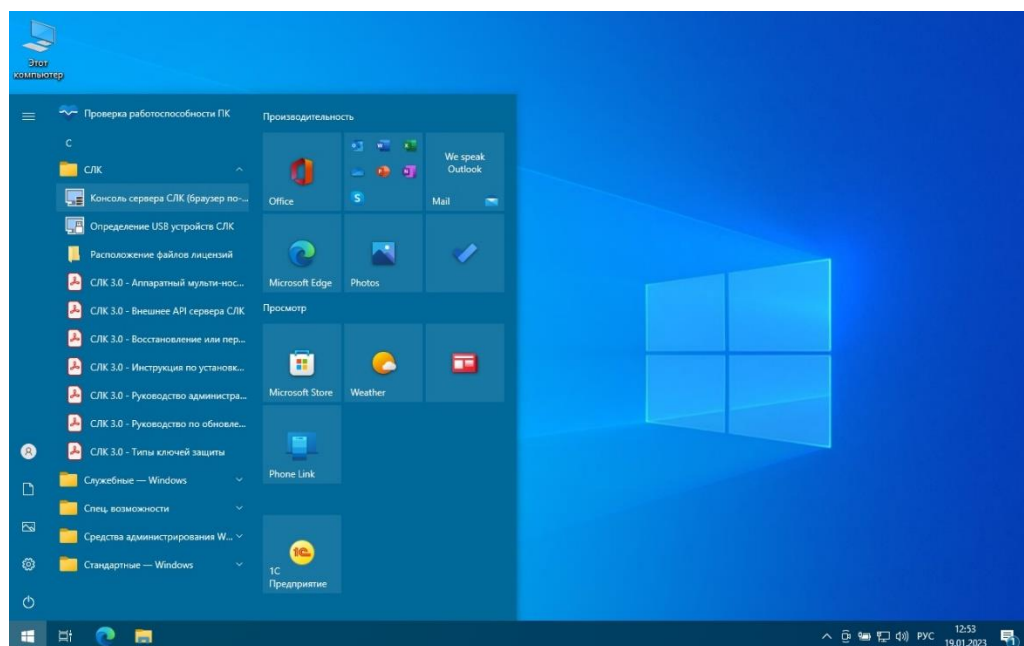 Этот
компьютер
Проверка работоспособности ПК
С
СЛК
Консоль сервера СЛК (браузер по-...
Определение USB устройств СЛК
Расположение файлов лицензий
СЛК 3.0 - Аппаратный мульти-нос...
СЛК 3.0 - Внешнее API сервера СЛК
СЛК 3.0 - Восстановление или пер...
СЛК 3.0 - Инструкция по установк...
СЛК 3.0 - Руководство администра...
СЛК 3.0 - Руководство по обновле...
СЛК 3.0 - Типы ключей защиты
Служебные — Windows
Спец. возможности
Средства администрирования W...
Стандартные — Windows
Производительность
Office
We speak
Outlook
Mail
Microsoft Edge
Photos
Просмотр
Microsoft Store
Weather
Phone Link
1С
1C
Предприятие
РУС
12:53
19.01.2023
1